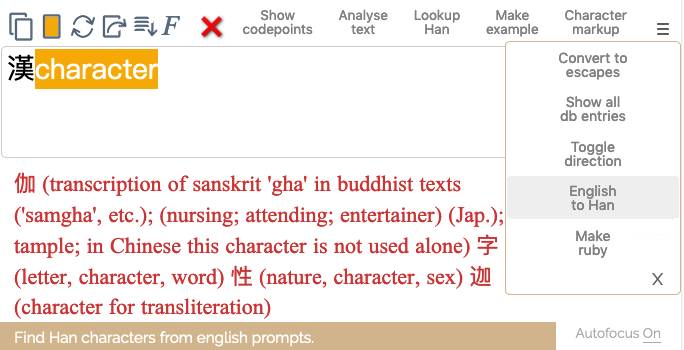 F
Show
codepoints
Analyse
text
Lookup
Han
Make
example
Character
markup
漢character
Convert to
escapes
Show all
db entries
Toggle
direction
English
to Han
Make
ruby
X
伽 (transcription of sanskrit 'gha' in buddhist texts
('samgha', etc.); (nursing; attending; entertainer) (Jap.);
tample; in Chinese this character is not used alone) 字
(letter, character, word) 性 (nature, character, sex) 迦
(character for transliteration)
Find Han characters from english prompts.
Autofocus On